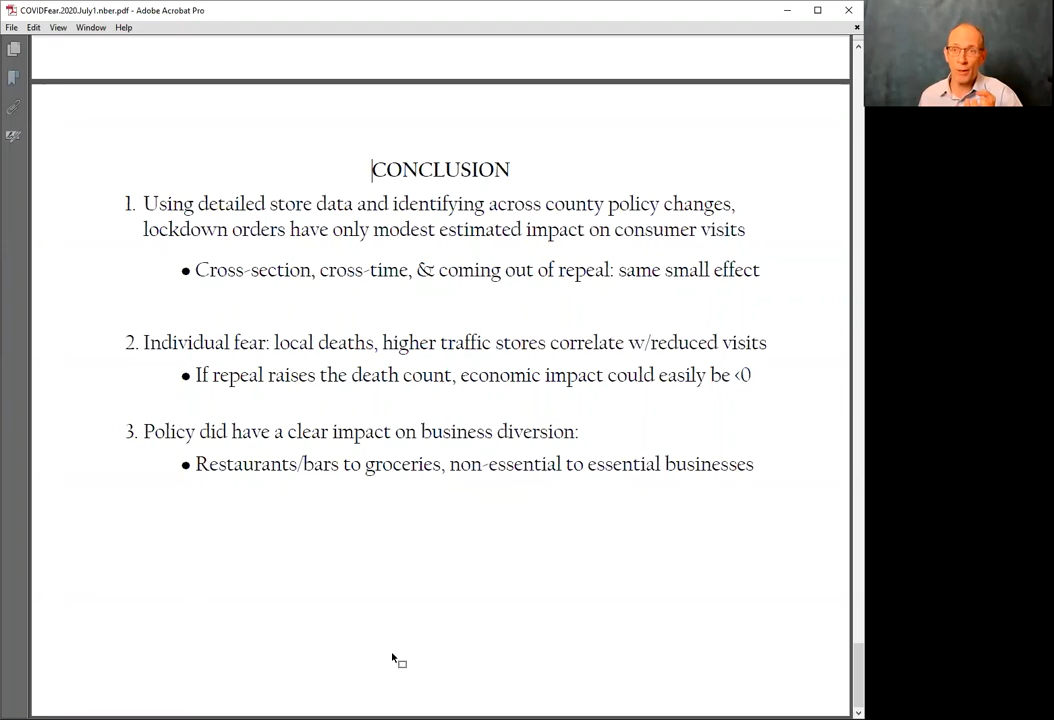 COVIDFear.2020.July1.nber.pdf - Adobe Acrobat Pro
File Edit View Window Help
CONCLUSION
1. Using detailed store data and identifying across county policy changes,
lockdown orders have only modest estimated impact on consumer visits
● Cross-section, cross-time, & coming out of repeal: same small effect
2. Individual fear: local deaths, higher traffic stores correlate w/reduced visits
● If repeal raises the death count, economic impact could easily be <0
3. Policy did have a clear impact on business diversion:
● Restaurants/bars to groceries, non-essential to essential businesses